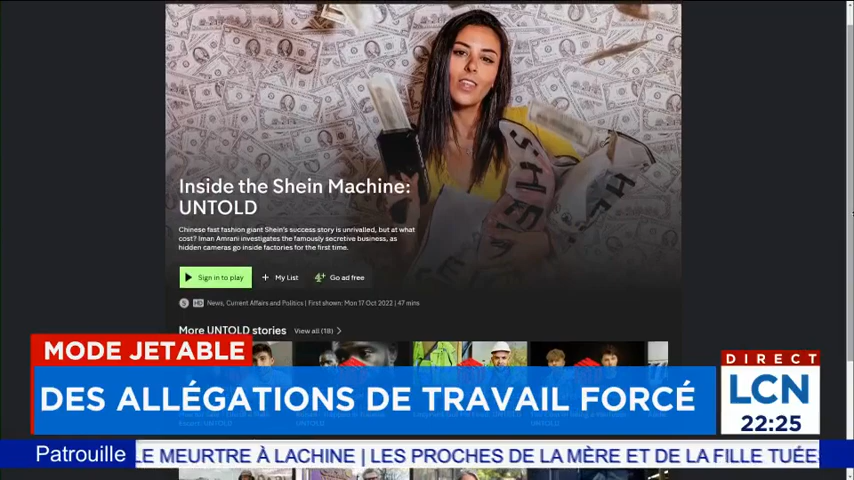 SHE
HE
Inside the Shein Machine:
UNTOLD
Chinese fast fashion giant Shein's success story is unrivalled, but at what
cost? Iman Amrani investigates the famously secretive business, as
hidden cameras go inside factories for the first time.
Sign in to play
+ My List
4+ Go ad free
S HD News, Current Affairs and Politics | First shown: Mon 17 Oct 2022 | 47 mins
More UNTOLD stories View all (18) >
MODE JETABLE
DES ALLÉGATIONS DE TRAVAIL FORCÉ
DIRECT
LCN
22:25
Patrouille
LE MEURTRE À LACHINE | LES PROCHES DE LA MÈRE ET DE LA FILLE TUÉES